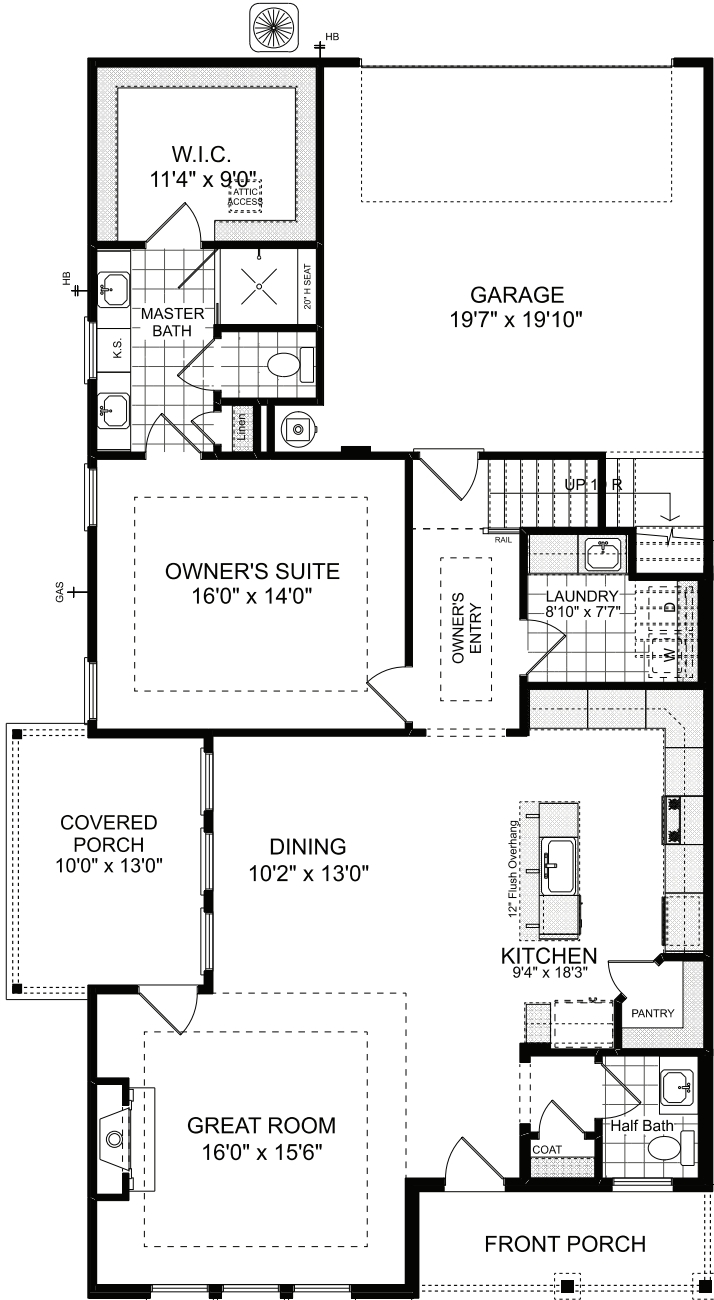 HB
W.I.C.
11'4" x 9'0"
ATTIC
ACCESS
HB
20" H SEAT
MASTER
BATH
K.S.
GARAGE
19'7" x 19'10"
Linen
UP 19 R
RAIL
OWNER'S SUITE
16'0" x 14'0"
GAS
OWNER'S
ENTRY
LAUNDRY
8'10" x 7'7"
D
W
COVERED
PORCH
10'0" x 13'0"
DINING
10'2" x 13'0"
12" Flush Overhang
KITCHEN
9'4" x 18'3"
PANTRY
GREAT ROOM
16'0" x 15'6"
Half Bath
COAT
FRONT PORCH